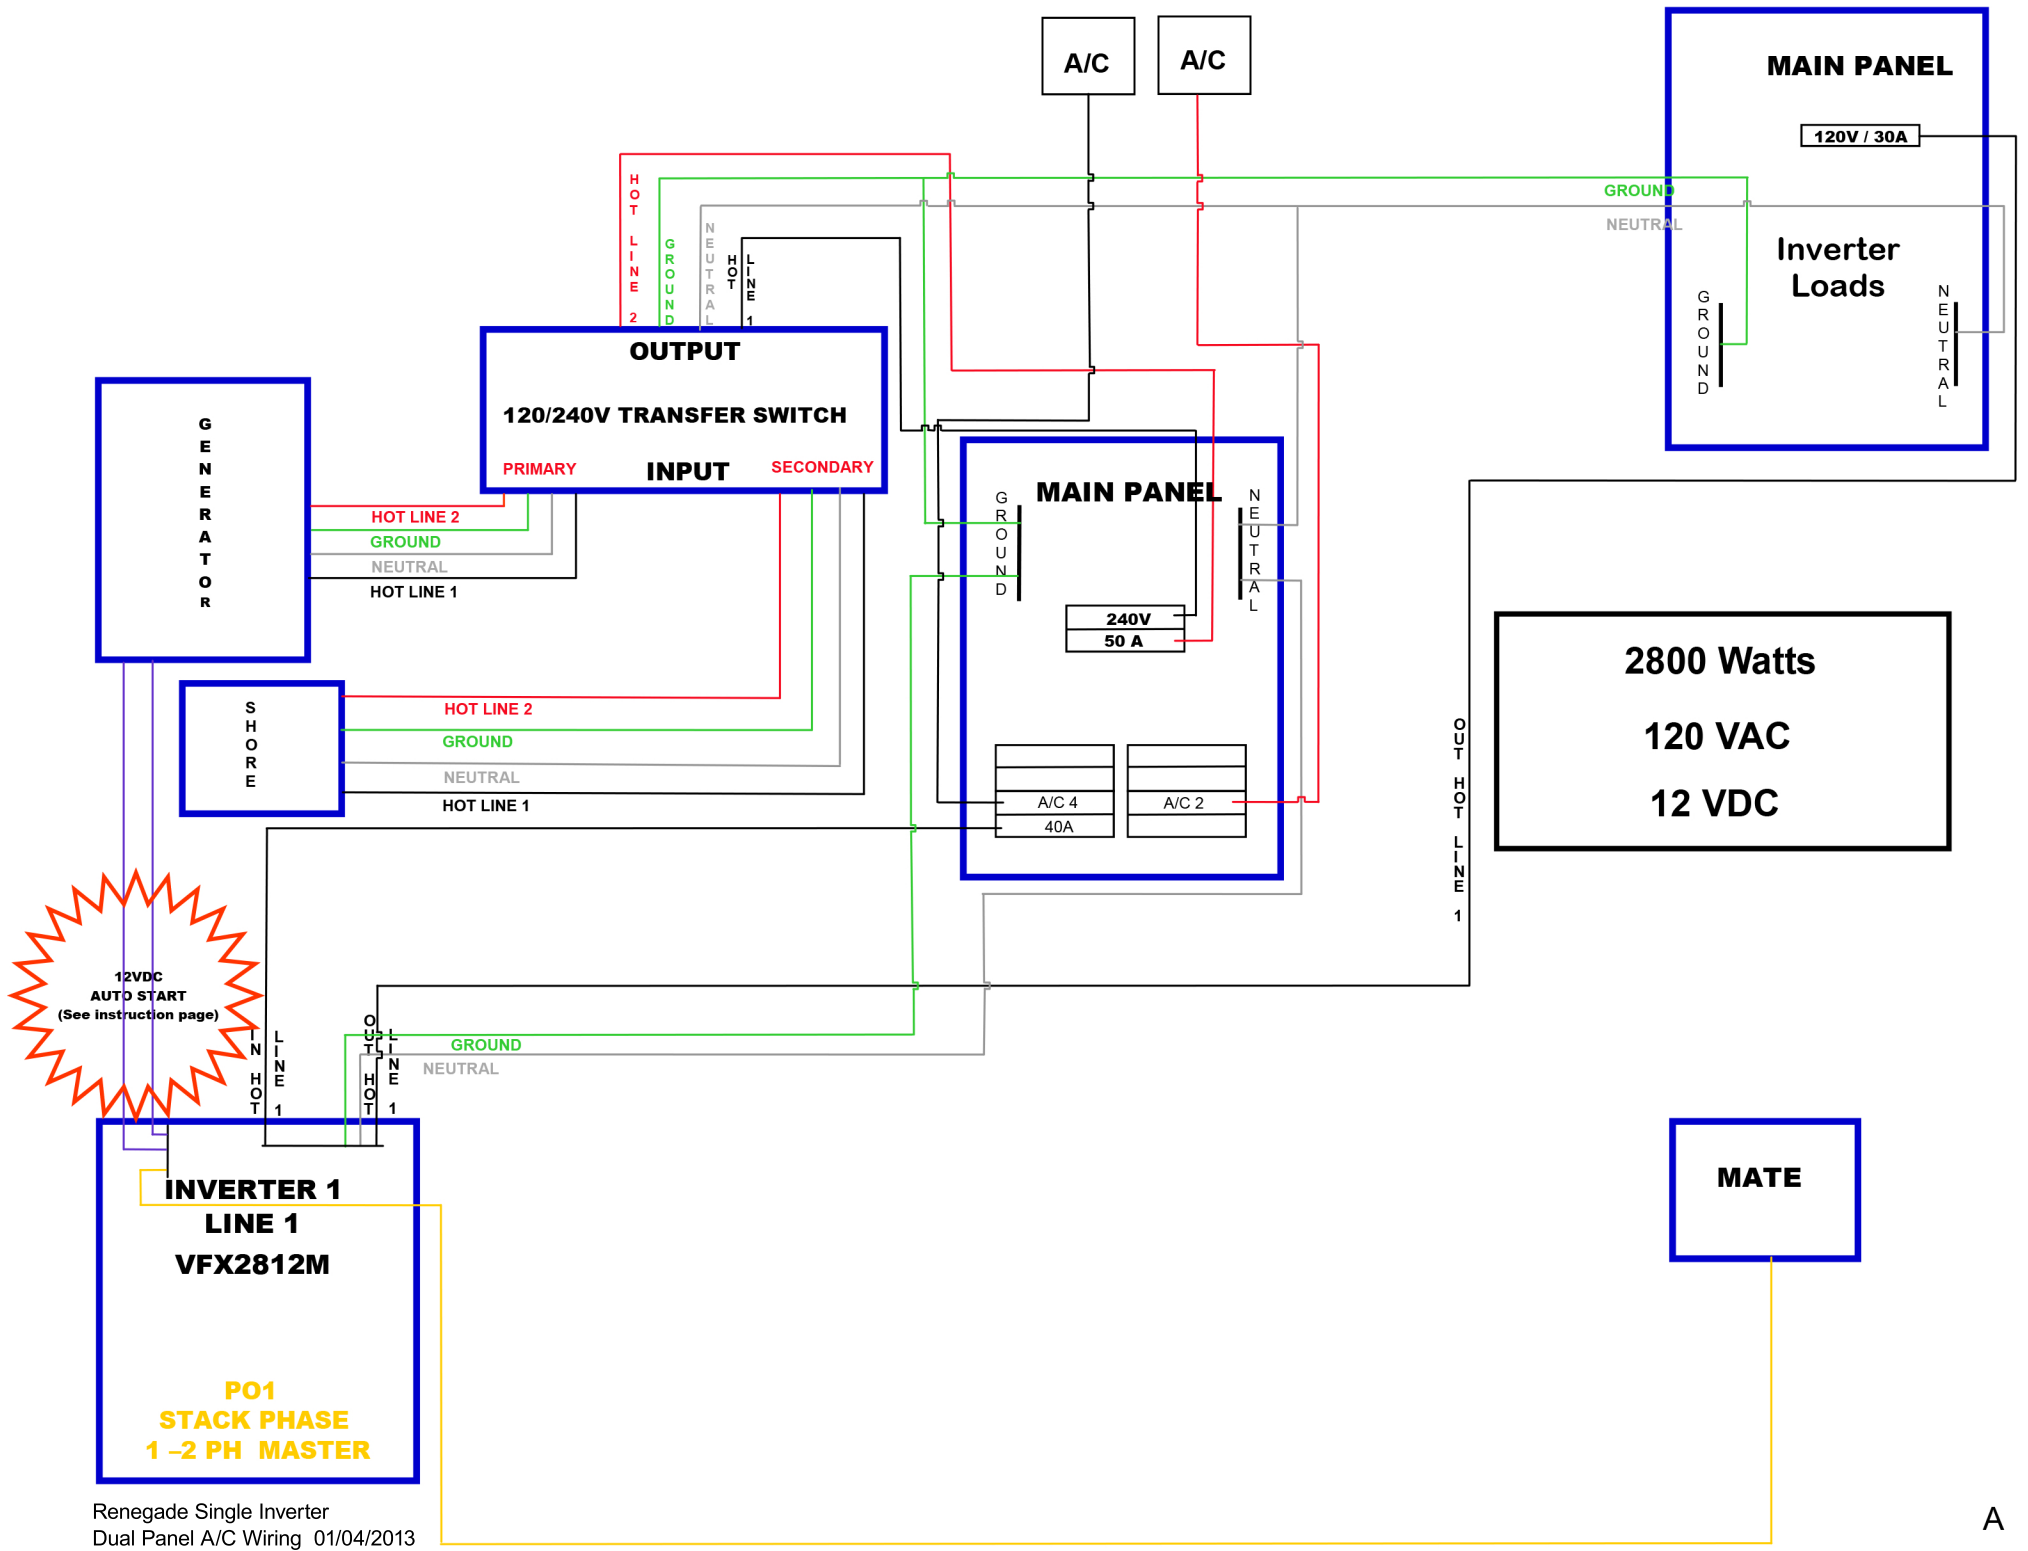 A/C
A/C
MAIN PANEL
120V / 30A
GROUND
NEUTRAL
Inverter
Loads
GROUND
NEUTRAL
HOT LINE 2
GROUND
NEUTRAL
HOT
LINE 1
OUTPUT
120/240V TRANSFER SWITCH
PRIMARY
INPUT
SECONDARY
GENERATOR
HOT LINE 2
GROUND
NEUTRAL
HOT LINE 1
SHORE
HOT LINE 2
GROUND
NEUTRAL
HOT LINE 1
MAIN PANEL
GROUND
NEUTRAL
240V
50 A
A/C 4
40A
A/C 2
OUT HOT LINE 1
2800 Watts
120 VAC
12 VDC
12VDC
AUTO START
(See instruction page)
IN HOT
LINE 1
OUT HOT
LINE 1
GROUND
NEUTRAL
INVERTER 1
LINE 1
VFX2812M
PO1
STACK PHASE
1 –2 PH MASTER
MATE
Renegade Single Inverter
Dual Panel A/C Wiring 01/04/2013
A